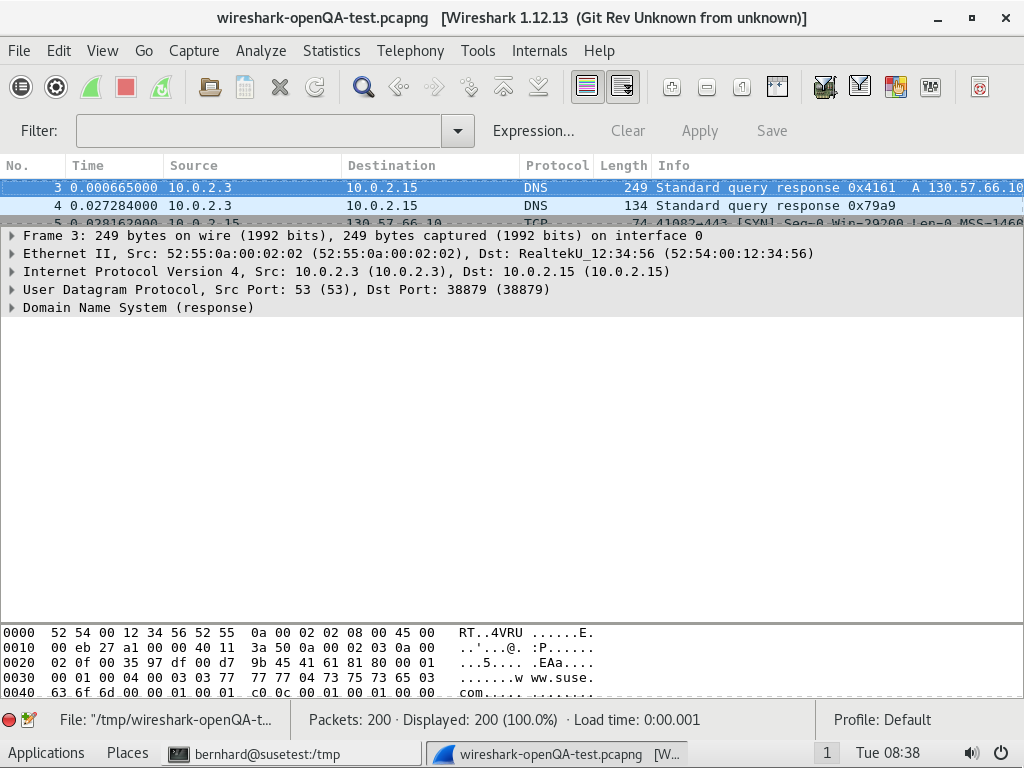 wireshark-openQA-test.pcapng   [Wireshark 1.12.13  (Git Rev Unknown from unknown)]
File Edit View Go Capture Analyze Statistics Telephony Tools Internals Help
Filter: Expression... Clear Apply Save
No. Time Source Destination Protocol Length Info
3 0.000665000 10.0.2.3 10.0.2.15 DNS 249 Standard query response 0x4161  A 130.57.66.10
4 0.027284000 10.0.2.3 10.0.2.15 DNS 134 Standard query response 0x79a9
5 0.028162000 10.0.2.15 130.57.66.10 TCP 74 41082→443 [SYN] Seq=0 Win=29200 Len=0 MSS=1460
Frame 3: 249 bytes on wire (1992 bits), 249 bytes captured (1992 bits) on interface 0
Ethernet II, Src: 52:55:0a:00:02:02 (52:55:0a:00:02:02), Dst: RealtekU_12:34:56 (52:54:00:12:34:56)
Internet Protocol Version 4, Src: 10.0.2.3 (10.0.2.3), Dst: 10.0.2.15 (10.0.2.15)
User Datagram Protocol, Src Port: 53 (53), Dst Port: 38879 (38879)
Domain Name System (response)
0000  52 54 00 12 34 56 52 55  0a 00 02 02 08 00 45 00   RT..4VRU ......E.
0010  00 eb 27 a1 00 00 40 11  3a 50 0a 00 02 03 0a 00   ..'...@. :P......
0020  02 0f 00 35 97 df 00 d7  9b 45 41 61 81 80 00 01   ...5.... .EAa....
0030  00 01 00 04 00 03 03 77  77 77 04 73 75 73 65 03   .......w ww.suse.
0040  63 6f 6d 00 00 01 00 01  c0 0c 00 01 00 01 00 00   com..... ........
File: "/tmp/wireshark-openQA-t... Packets: 200 · Displayed: 200 (100.0%)  · Load time: 0:00.001 Profile: Default
Applications Places bernhard@susetest:/tmp wireshark-openQA-test.pcapng   [W... 1 Tue 08:38